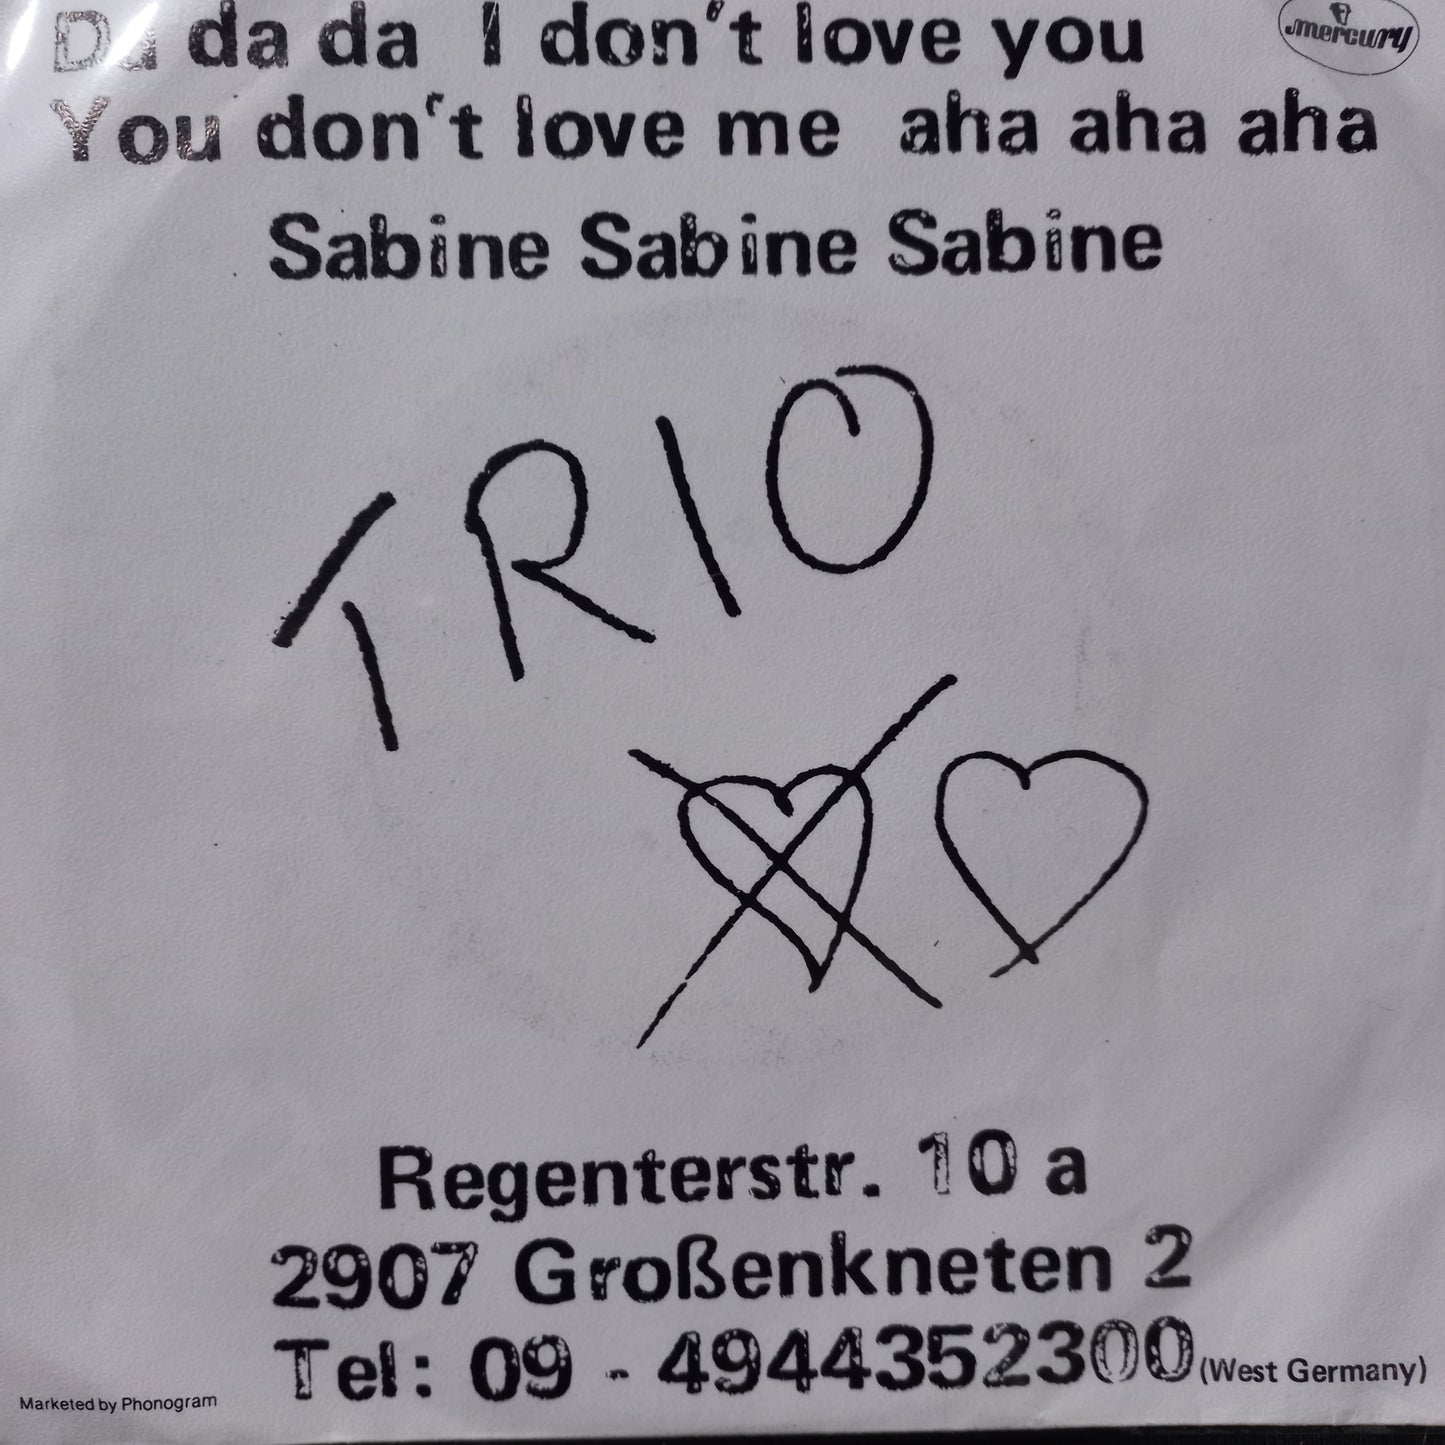 Da da da I don't love you
mercury
You don't love me aha aha aha
Sabine Sabine Sabine
TRIO
Regenterstr. 10 a
2907 Großenkneten 2
Tel: 09 - 4944352300 (West Germany)
Marketed by Phonogram